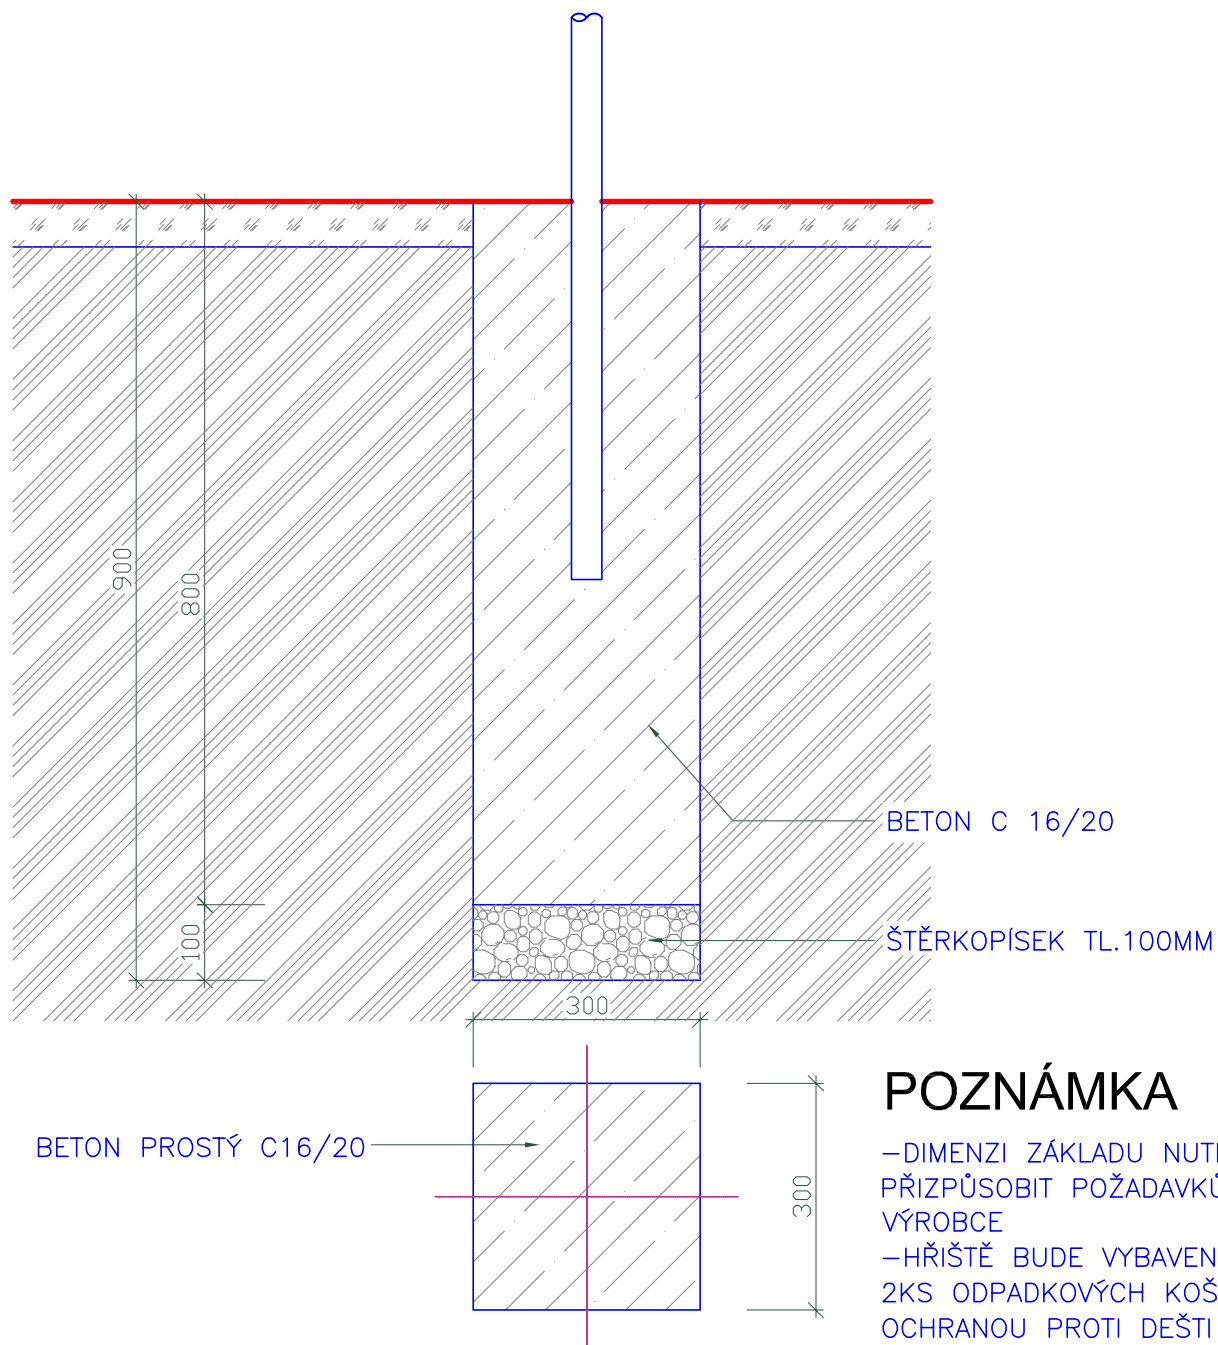 900
800
BETON C 16/20
100
ŠTĚRKOPÍSEK TL.100MM
300
POZNÁMKA
BETON PROSTÝ C16/20
300
-DIMENZI ZÁKLADU
PŘIZPŮSOBIT
VÝROBCE
-HŘIŠTĚ BUDE
2KS ODPADKOVÝCH
OCHRANOU PROTI DEŠTI